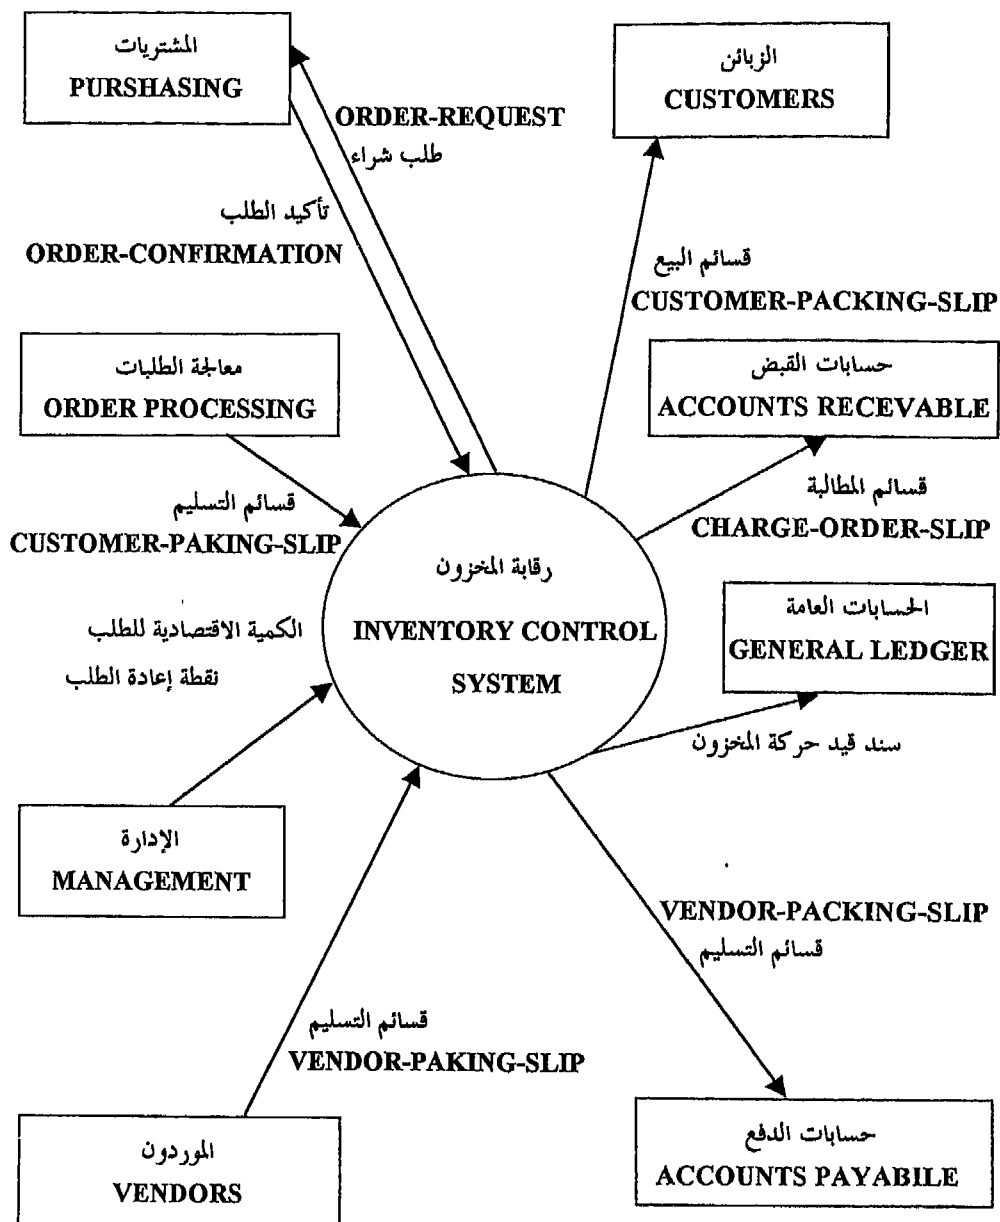 المشتريات
PURSHASING
الزبائن
CUSTOMERS
ORDER-REQUEST
طلب شراء
تأكيد الطلب
ORDER-CONFIRMATION
قسائم البيع
CUSTOMER-PACKING-SLIP
معالجة الطلبات
ORDER PROCESSING
حسابات القبض
ACCOUNTS RECEVABLE
قسائم التسليم
CUSTOMER-PAKING-SLIP
قسائم المطالبة
CHARGE-ORDER-SLIP
رقابة المخزون
INVENTORY CONTROL
SYSTEM
الكمية الاقتصادية للطلب
نقطة إعادة الطلب
الحسابات العامة
GENERAL LEDGER
سند قيد حركة المخزون
الإدارة
MANAGEMENT
VENDOR-PACKING-SLIP
قسائم التسليم
قسائم التسليم
VENDOR-PAKING-SLIP
الموردون
VENDORS
حسابات الدفع
ACCOUNTS PAYABILE